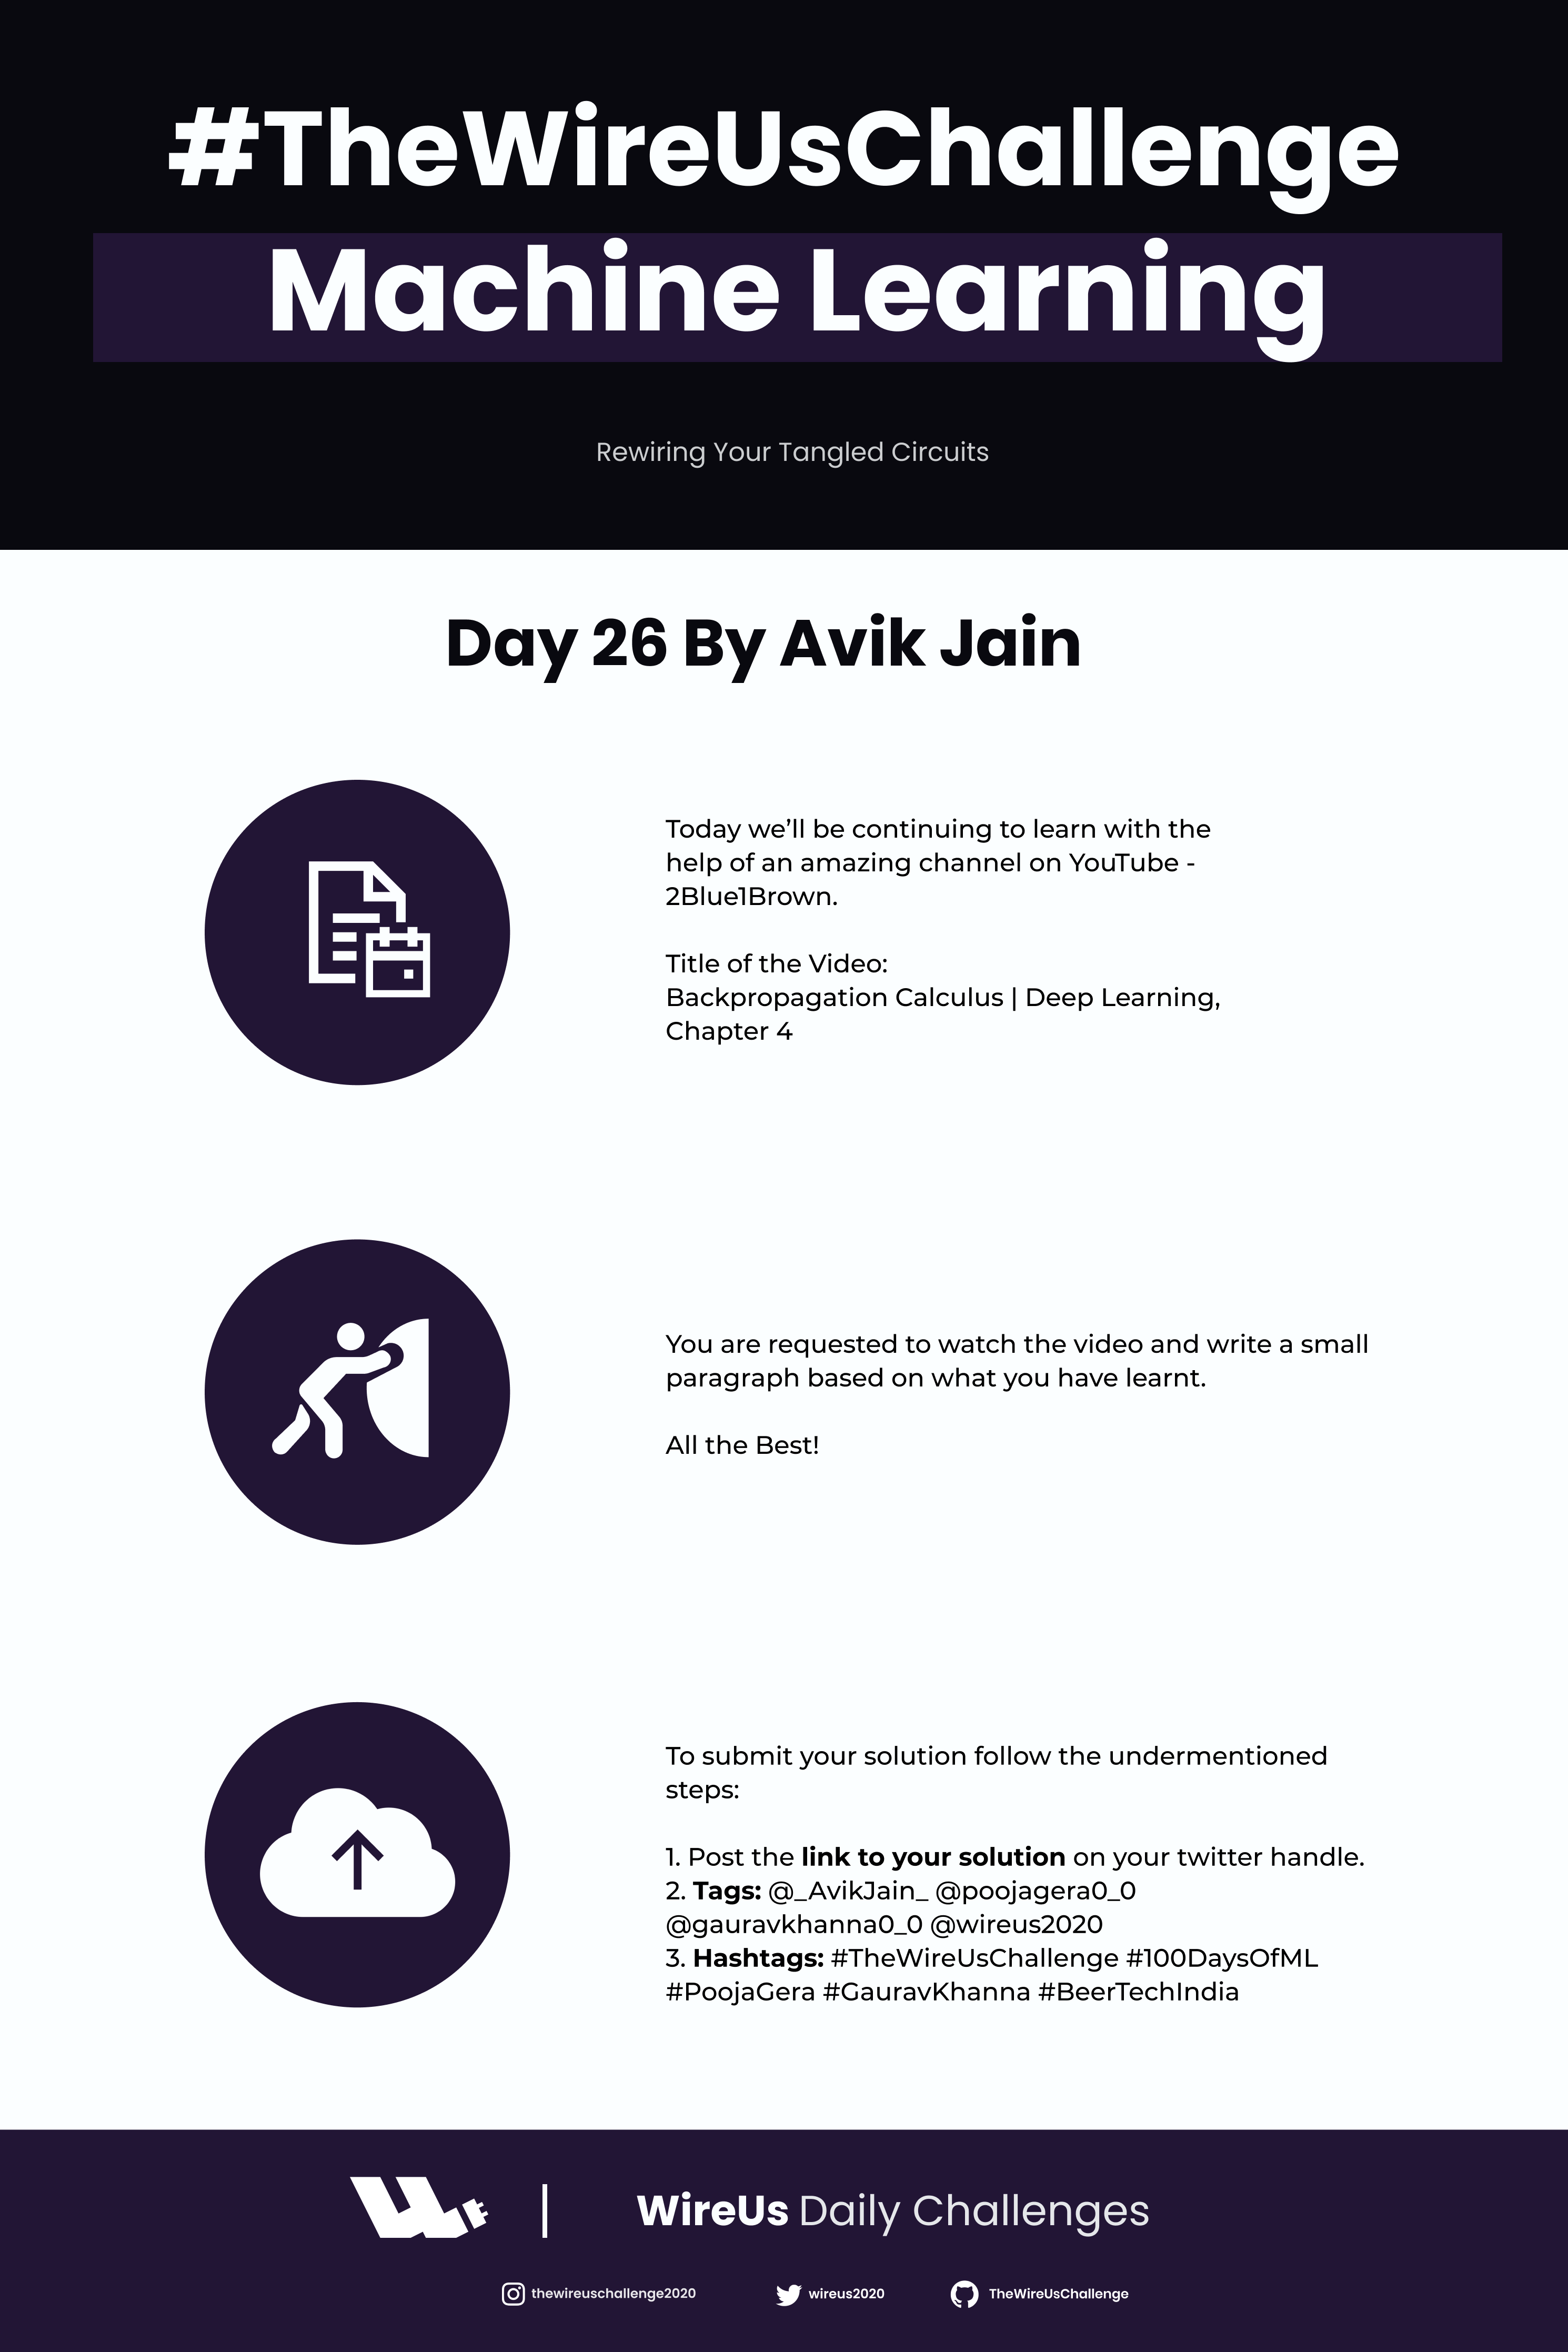 #TheWireUsChallenge
Machine Learning
Rewiring Your Tangled Circuits
Day 26 By Avik Jain
Today we’ll be continuing to learn with the
help of an amazing channel on YouTube -
2Blue1Brown.
Title of the Video:
Backpropagation Calculus | Deep Learning,
Chapter 4
You are requested to watch the video and write a small
paragraph based on what you have learnt.
All the Best!
To submit your solution follow the undermentioned
steps:
1. Post the link to your solution on your twitter handle.
2. Tags: @_AvikJain_ @poojagera0_0
@gauravkhanna0_0 @wireus2020
3. Hashtags: #TheWireUsChallenge #100DaysOfML
#PoojaGera #GauravKhanna #BeerTechIndia
WireUs Daily Challenges
thewireuschallenge2020 wireus2020 TheWireUsChallenge